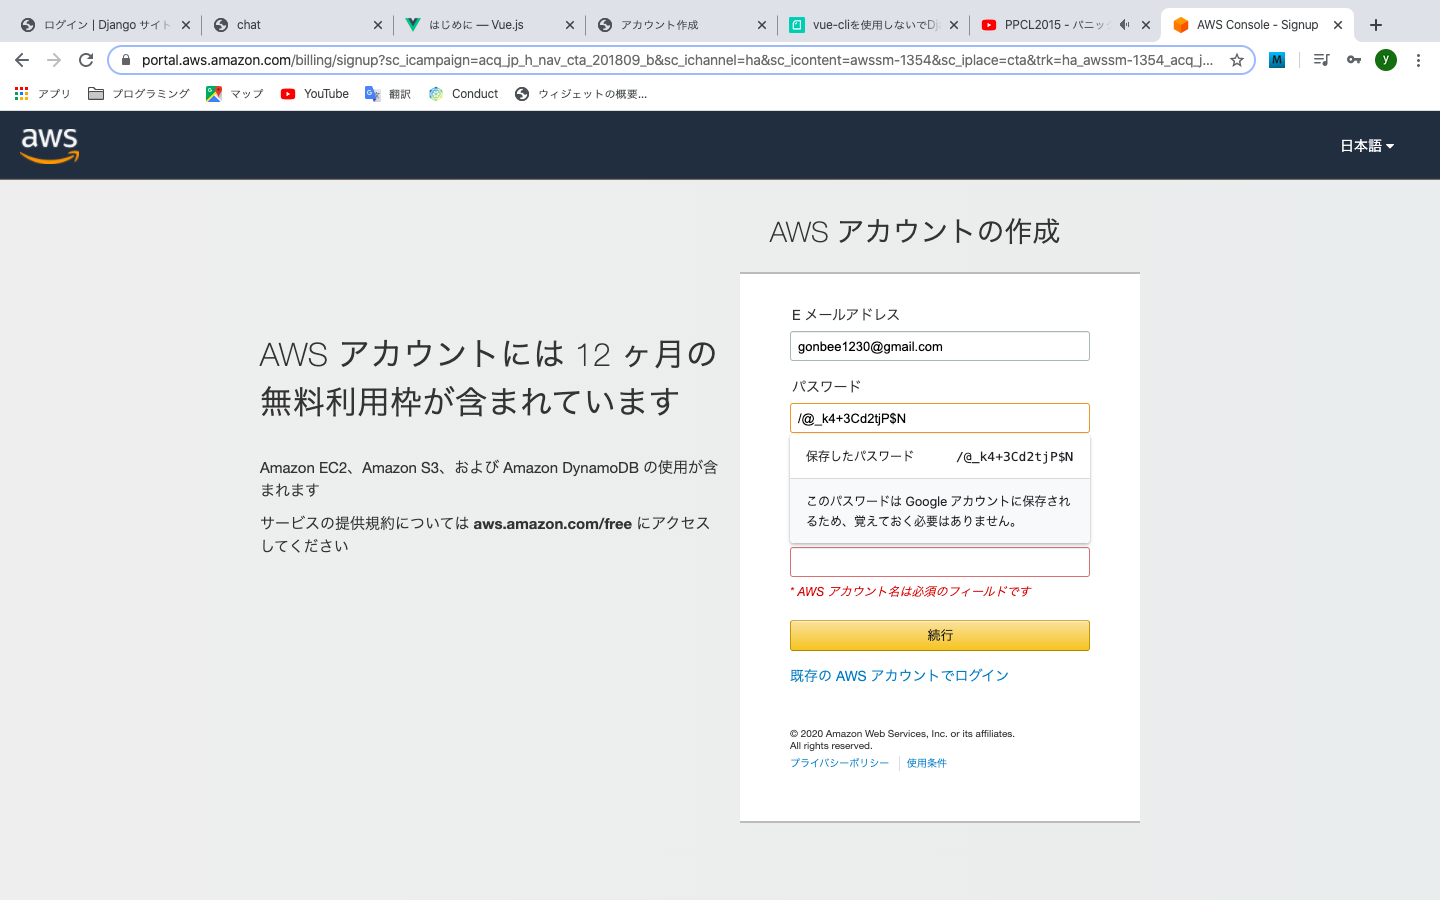 ログイン | Django サイト
chat
はじめに — Vue.js
アカウント作成
vue-cliを使用しないでDj
PPCL2015 - パニック
AWS Console - Signup
portal.aws.amazon.com/billing/signup?sc_icampaign=acq_jp_h_nav_cta_201809_b&sc_ichannel=ha&sc_icontent=awssm-1354&sc_iplace=cta&trk=ha_awssm-1354_acq_j...
M
y
アプリ
プログラミング
マップ
YouTube
翻訳
Conduct
ウィジェットの概要...
aws
日本語
AWS アカウントの作成
AWS アカウントには 12 ヶ月の
無料利用枠が含まれています
Amazon EC2、Amazon S3、および Amazon DynamoDB の使用が含
まれます
サービスの提供規約については aws.amazon.com/free にアクセス
してください
E メールアドレス
gonbee1230@gmail.com
パスワード
/@_k4+3Cd2tjP$N
保存したパスワード /@_k4+3Cd2tjP$N
このパスワードは Google アカウントに保存され
るため、覚えておく必要はありません。
* AWS アカウント名は必須のフィールドです
続行
既存の AWS アカウントでログイン
© 2020 Amazon Web Services, Inc. or its affiliates.
All rights reserved.
プライバシーポリシー
使用条件